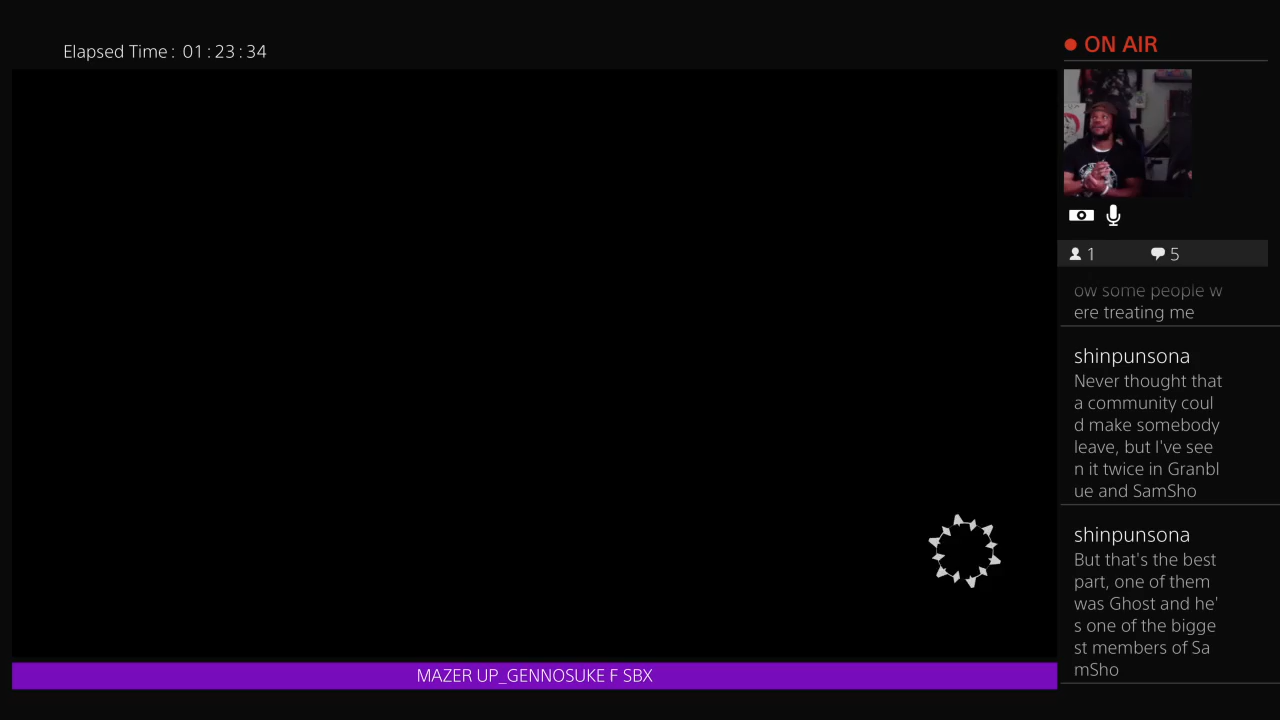 Elapsed Time: 01:23:34
ON AIR
1
5
ow some people w
ere treating me
shinpunsona
Never thought that
a community coul
d make somebody
leave, but I've see
n it twice in Granbl
ue and SamSho
shinpunsona
But that's the best
part, one of them
was Ghost and he'
s one of the bigge
st members of Sa
mSho
MAZER UP_GENNOSUKE F SBX